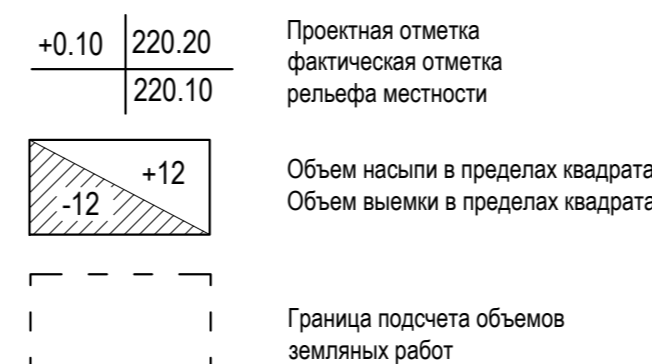 +0.10 220.20 Проектная отметка
фактическая отметка
220.10 рельефа местности
+12 Объем насыпи в пределах квадрата
-12 Объем выемки в пределах квадрата
Граница подсчета объемов
земляных работ